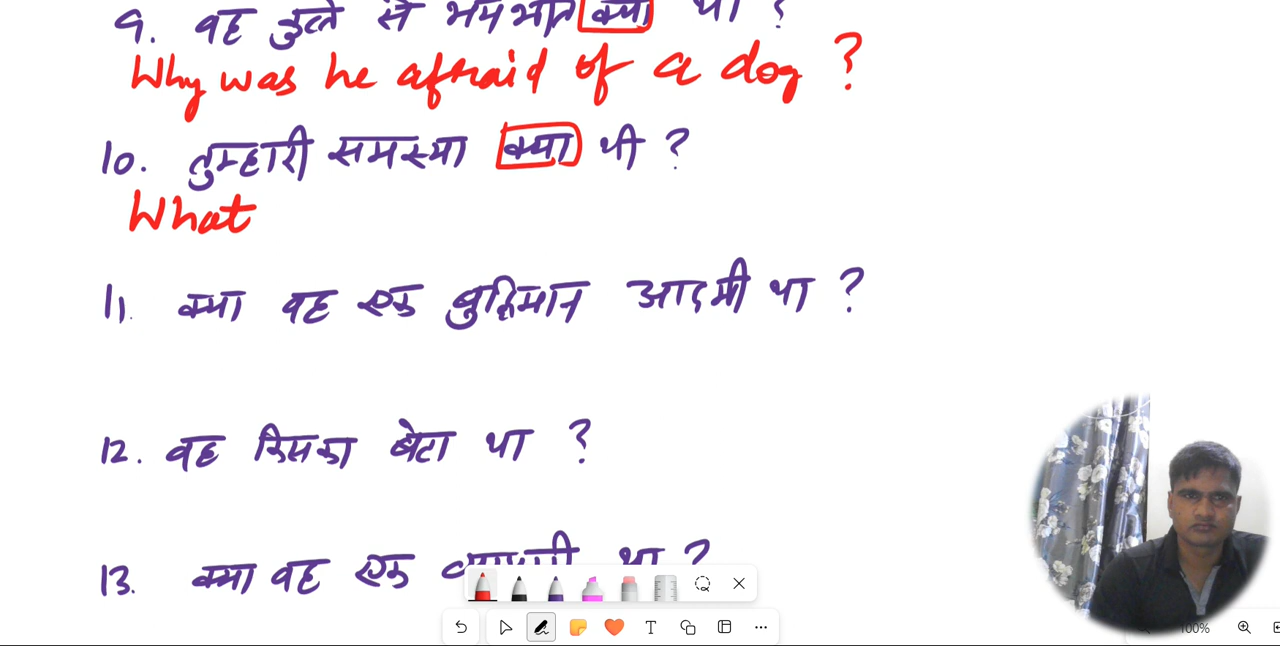 9. वह कुत्ते से भयभीत क्यों था ?
Why was he afraid of a dog ?
10. तुम्हारी समस्या क्या थी ?
What
11. क्या वह एक बुद्धिमान आदमी था ?
12. वह किसका बेटा था ?
13. क्या वह एक था ?
100%